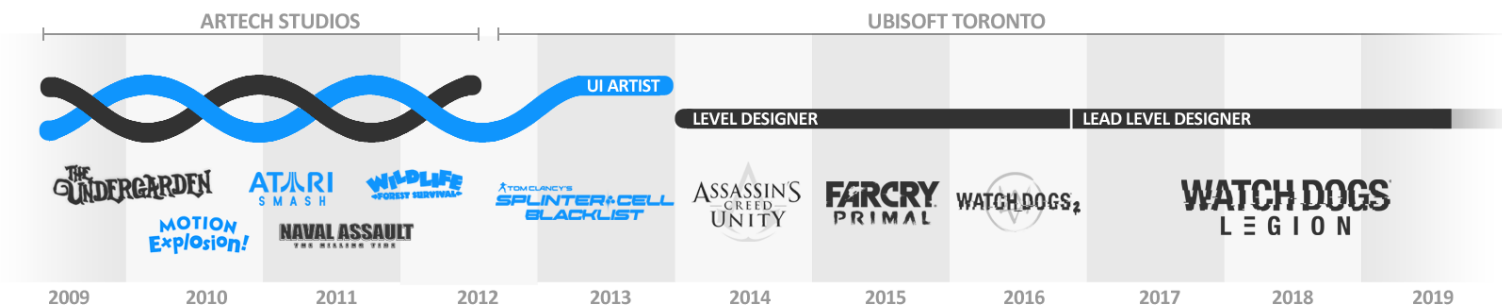 ARTECH STUDIOS
UBISOFT TORONTO
UI ARTIST
LEVEL DESIGNER
LEAD LEVEL DESIGNER
THE
UNDERGARDEN
MOTION
Explosion!
ATARI
SMASH
NAVAL ASSAULT
THE KILLING TIDE
WILDLIFE
FOREST SURVIVAL
TOM CLANCY'S
SPLINTER CELL
BLACKLIST
ASSASSIN'S
CREED
UNITY
FARCRY
PRIMAL
WATCH DOGS 2
WATCH DOGS
LEGION
2009 2010 2011 2012 2013 2014 2015 2016 2017 2018 2019